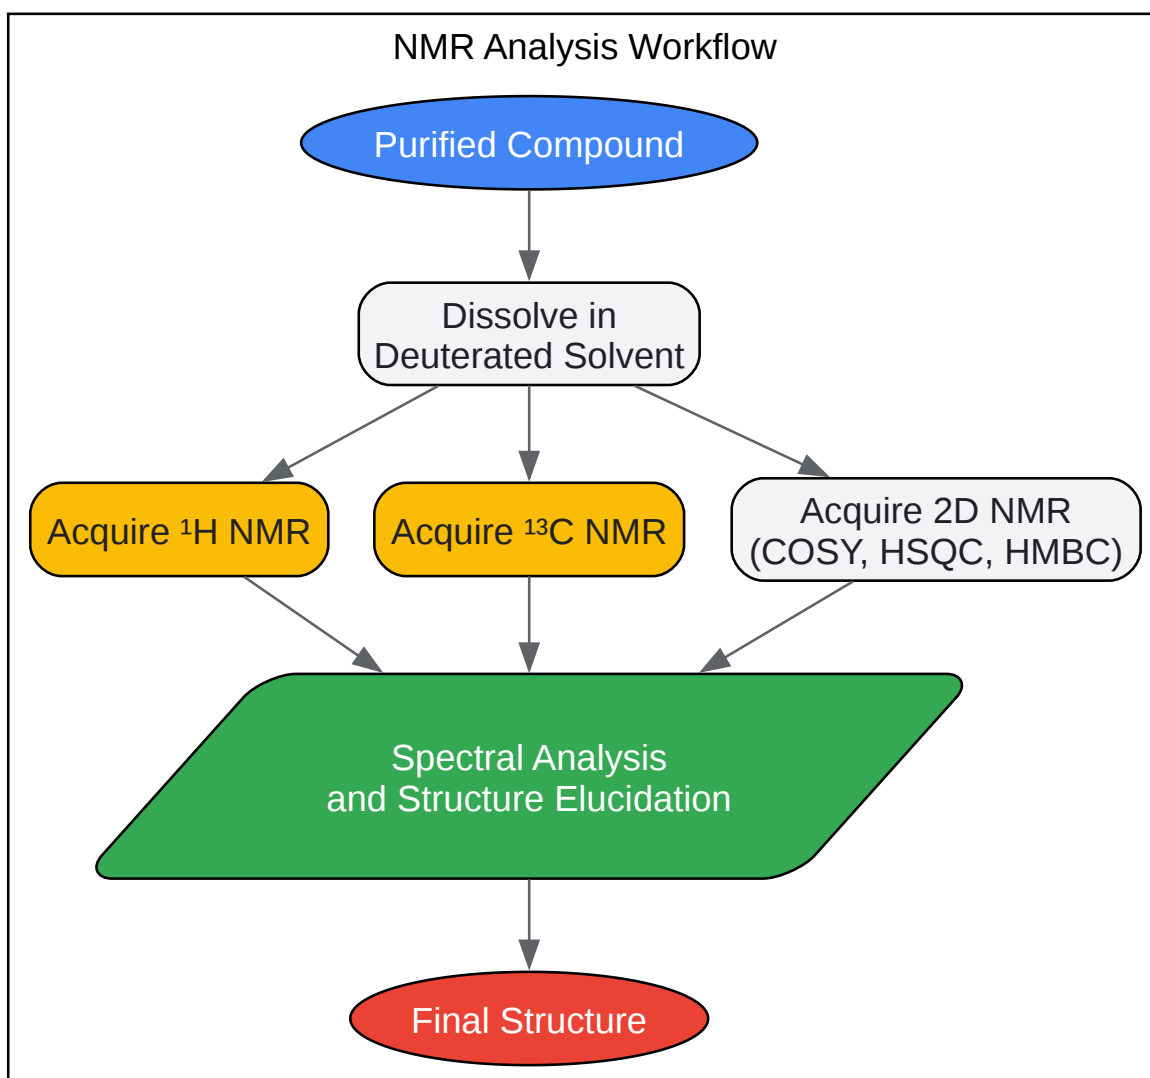 NMR Analysis Workflow
Purified Compound
Dissolve in
Deuterated Solvent
Acquire ¹H NMR
Acquire ¹³C NMR
Acquire 2D NMR
(COSY, HSQC, HMBC)
Spectral Analysis
and Structure Elucidation
Final Structure